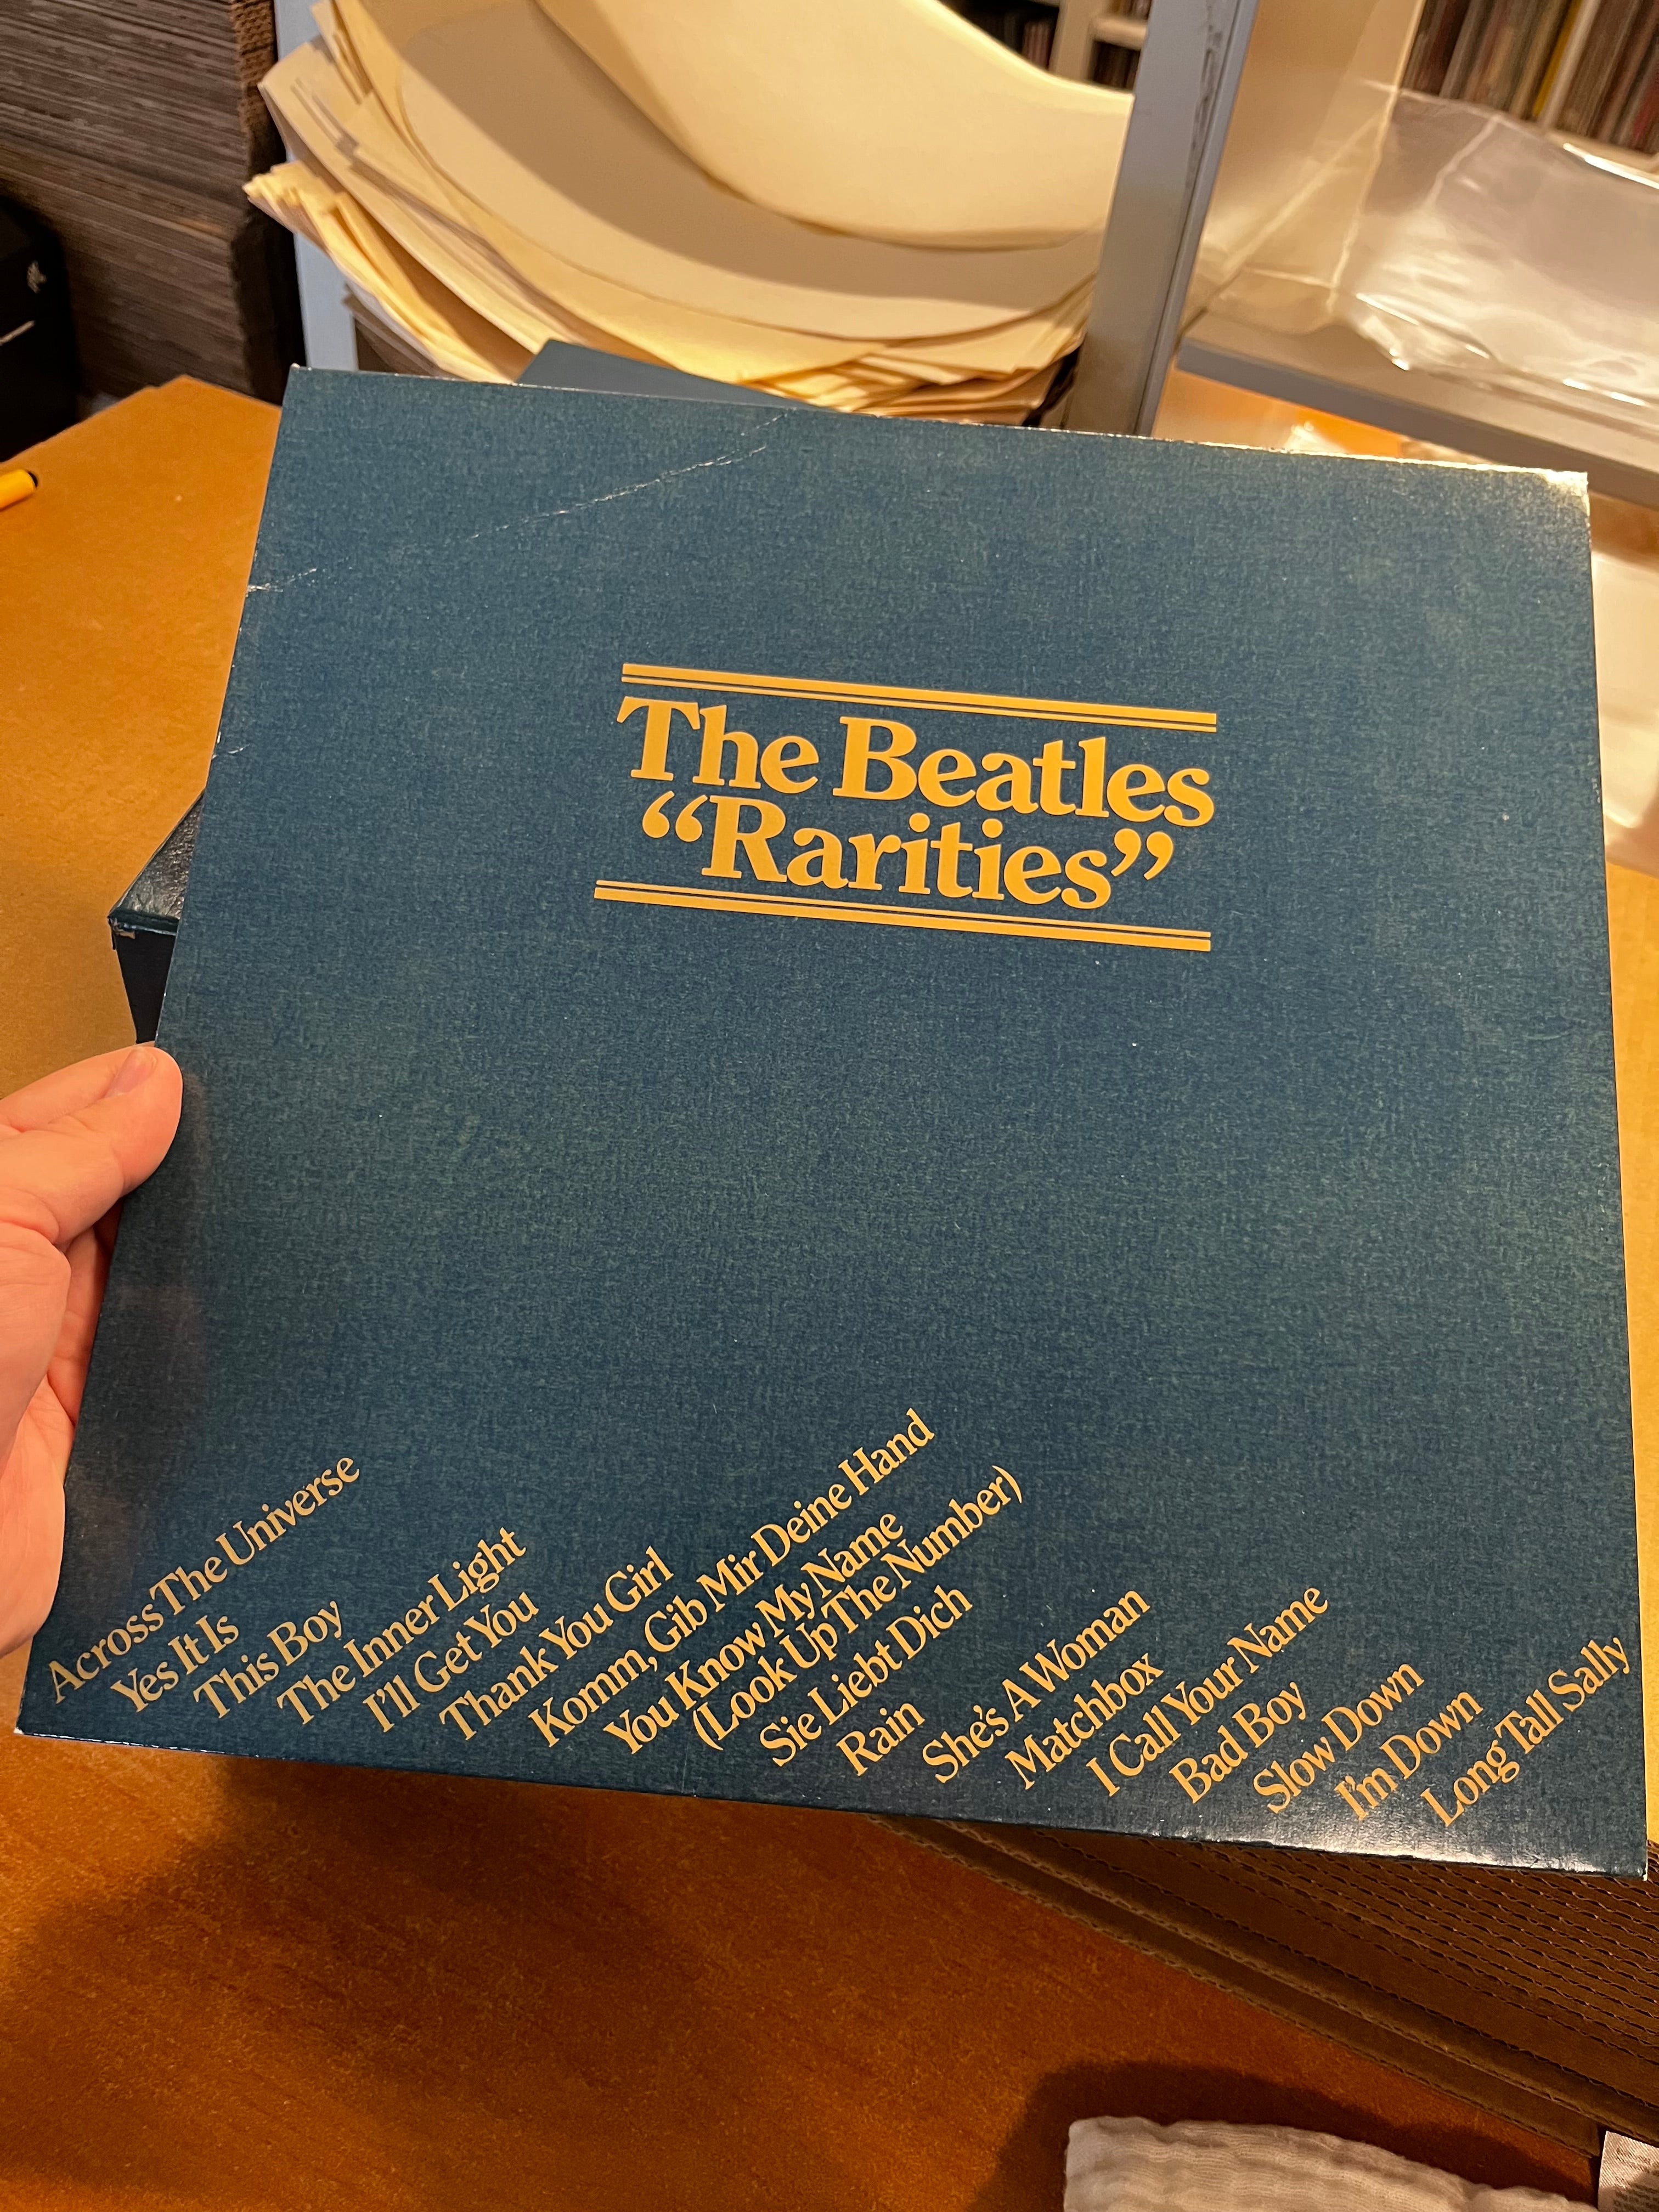 The Beatles
“Rarities”
Across The Universe
Yes It Is
This Boy
The Inner Light
I'll Get You
Thank You Girl
Komm, Gib Mir Deine Hand
You Know My Name
(Look Up The Number)
Sie Liebt Dich
Rain
She's A Woman
Matchbox
I Call Your Name
Bad Boy
Slow Down
I'm Down
Long Tall Sally